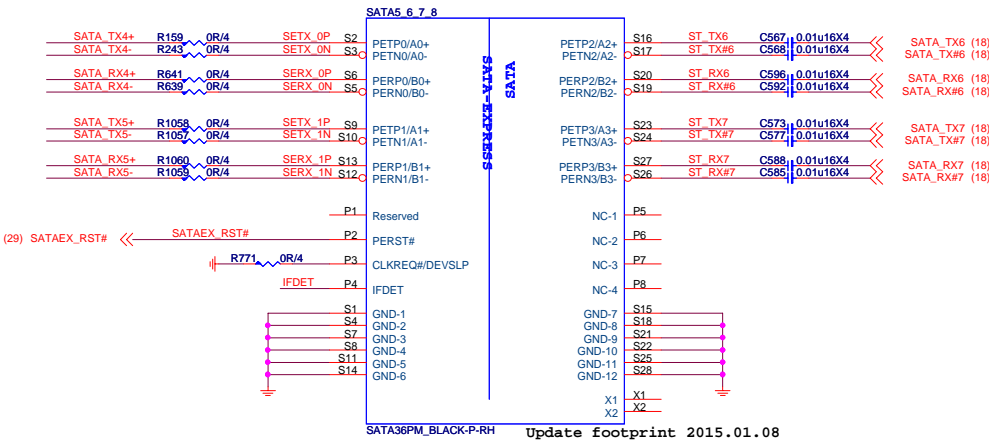 SATA5_6_7_8
SATA_TX4+ R159 0R/4 SETX_0P S2 PETP0/A0+ PETP2/A2+ S16 ST_TX6 C567 0.01u16X4 SATA_TX6 (18)
SATA_TX4- R243 0R/4 SETX_0N S3 PETN0/A0- PETN2/A2- S17 ST_TX#6 C568 0.01u16X4 SATA_TX#6 (18)
SATA_RX4+ R641 0R/4 SERX_0P S6 PERP0/B0+ PERP2/B2+ S20 ST_RX6 C596 0.01u16X4 SATA_RX6 (18)
SATA_RX4- R639 0R/4 SERX_0N S5 PERN0/B0- PERN2/B2- S19 ST_RX#6 C592 0.01u16X4 SATA_RX#6 (18)
SATA_TX5+ R1058 0R/4 SETX_1P S9 PETP1/A1+ PETP3/A3+ S23 ST_TX7 C573 0.01u16X4 SATA_TX7 (18)
SATA_TX5- R1057 0R/4 SETX_1N S10 PETN1/A1- PETN3/A3- S24 ST_TX#7 C577 0.01u16X4 SATA_TX#7 (18)
SATA_RX5+ R1060 0R/4 SERX_1P S13 PERP1/B1+ PERP3/B3+ S27 ST_RX7 C588 0.01u16X4 SATA_RX7 (18)
SATA_RX5- R1059 0R/4 SERX_1N S12 PERN1/B1- PERN3/B3- S26 ST_RX#7 C585 0.01u16X4 SATA_RX#7 (18)
SATA-EXPRESS
SATA
P1 Reserved NC-1 P5
(29) SATAEX_RST# SATAEX_RST# P2 PERST# NC-2 P6
R771 0R/4 P3 CLKREQ#/DEVSLP NC-3 P7
IFDET P4 IFDET NC-4 P8
S1 GND-1 GND-7 S15
S4 GND-2 GND-8 S18
S7 GND-3 GND-9 S21
S8 GND-4 GND-10 S22
S11 GND-5 GND-11 S25
S14 GND-6 GND-12 S28
X1 X1
X2 X2
SATA36PM_BLACK-P-RH Update footprint 2015.01.08